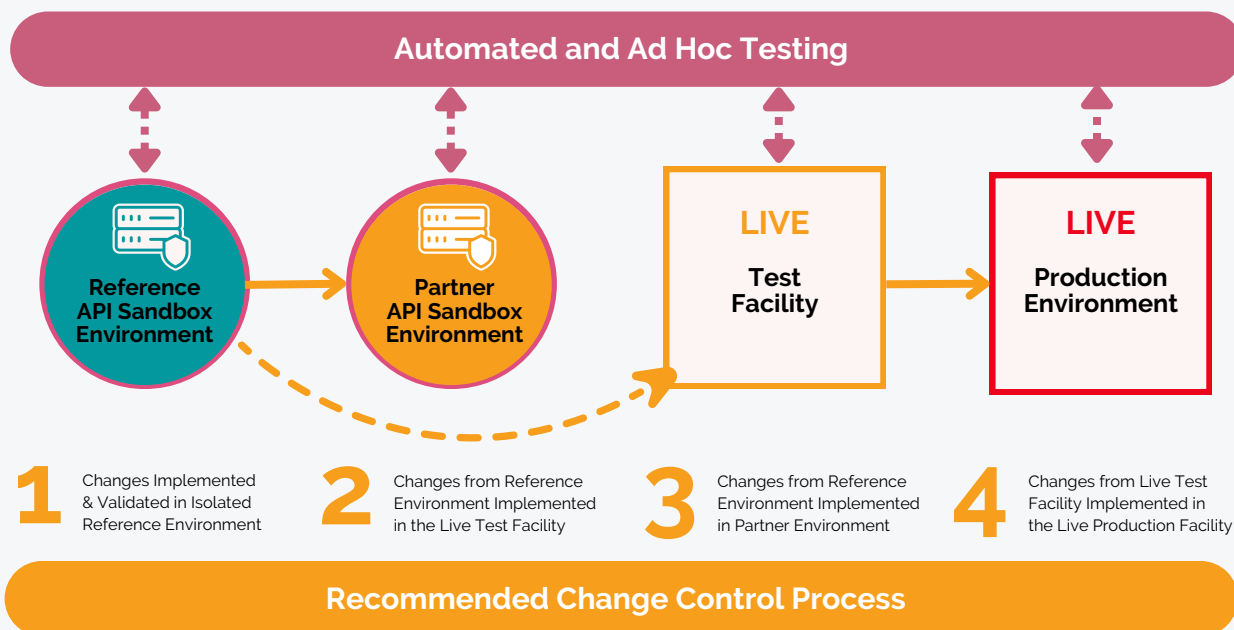 Automated and Ad Hoc Testing
Reference
API Sandbox
Environment
Partner
API Sandbox
Environment
LIVE
Test
Facility
LIVE
Production
Environment
1
Changes Implemented
& Validated in Isolated
Reference Environment
2
Changes from Reference
Environment Implemented
in the Live Test Facility
3
Changes from Reference
Environment Implemented
in Partner Environment
4
Changes from Live Test
Facility Implemented in
the Live Production Facility
Recommended Change Control Process